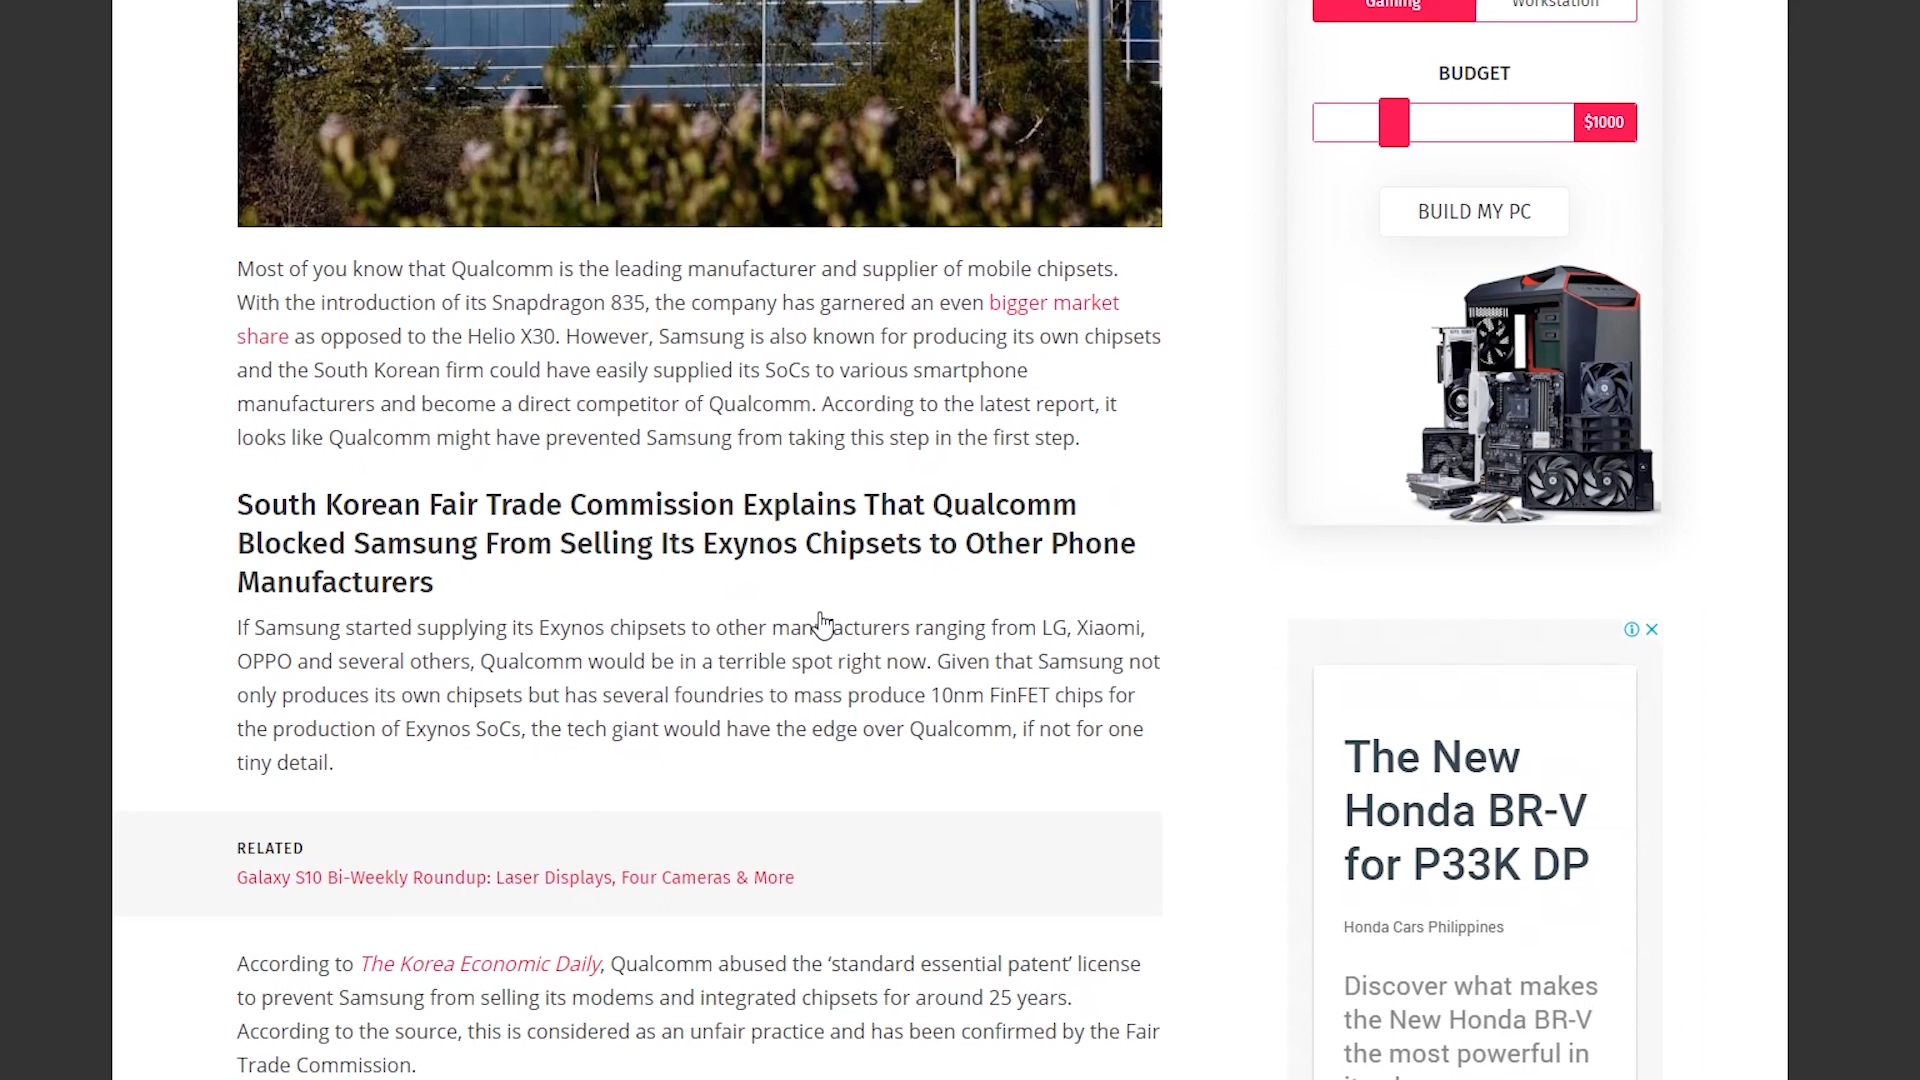 Gaming Workstation
BUDGET
$1000
BUILD MY PC
Most of you know that Qualcomm is the leading manufacturer and supplier of mobile chipsets.
With the introduction of its Snapdragon 835, the company has garnered an even bigger market
share as opposed to the Helio X30. However, Samsung is also known for producing its own chipsets
and the South Korean firm could have easily supplied its SoCs to various smartphone
manufacturers and become a direct competitor of Qualcomm. According to the latest report, it
looks like Qualcomm might have prevented Samsung from taking this step in the first step.
South Korean Fair Trade Commission Explains That Qualcomm
Blocked Samsung From Selling Its Exynos Chipsets to Other Phone
Manufacturers
If Samsung started supplying its Exynos chipsets to other manufacturers ranging from LG, Xiaomi,
OPPO and several others, Qualcomm would be in a terrible spot right now. Given that Samsung not
only produces its own chipsets but has several foundries to mass produce 10nm FinFET chips for
the production of Exynos SoCs, the tech giant would have the edge over Qualcomm, if not for one
tiny detail.
RELATED
Galaxy S10 Bi-Weekly Roundup: Laser Displays, Four Cameras & More
According to The Korea Economic Daily, Qualcomm abused the ‘standard essential patent’ license
to prevent Samsung from selling its modems and integrated chipsets for around 25 years.
According to the source, this is considered as an unfair practice and has been confirmed by the Fair
Trade Commission.
The New
Honda BR-V
for P33K DP
Honda Cars Philippines
Discover what makes
the New Honda BR-V
the most powerful in